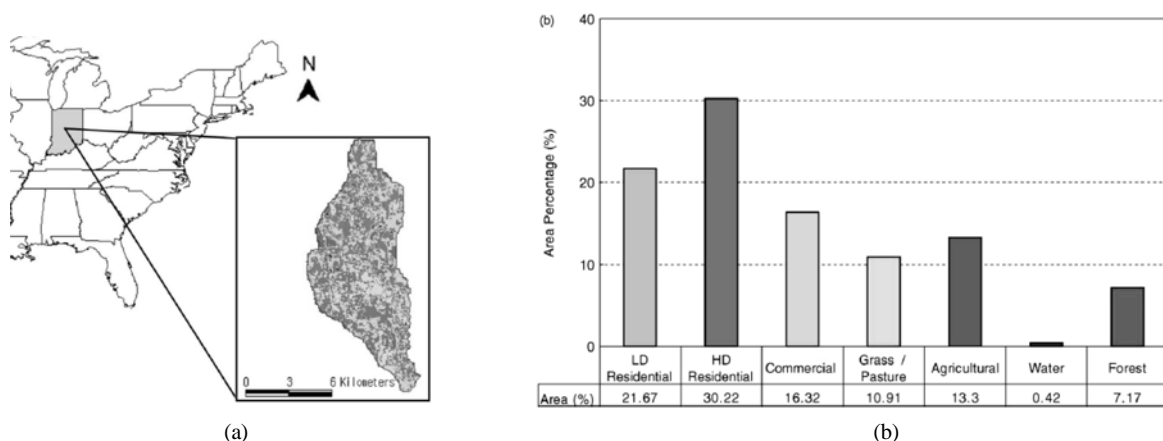 N
0 3 6 Kilometers
(a)
(b)
Area Percentage (%)
40
30
20
10
0
LD Residential
HD Residential
Commercial
Grass / Pasture
Agricultural
Water
Forest
Area (%) 21.67 30.22 16.32 10.91 13.3 0.42 7.17
(b)